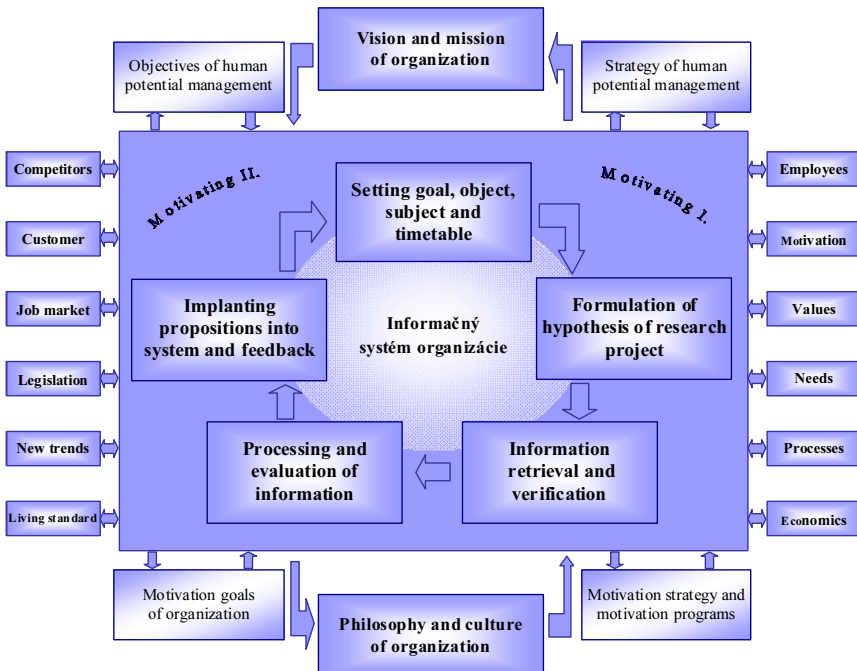 Vision and mission
of organization
Objectives of human
potential management
Strategy of human
potential management
Motivating II.
Motivating I.
Competitors
Customer
Job market
Legislation
New trends
Living standard
Setting goal, object,
subject and
timetable
Implanting
propositions into
system and feedback
Informačný
systém organizácie
Formulation of
hypothesis of research
project
Processing and
evaluation of
information
Information
retrieval and
verification
Employees
Motivation
Values
Needs
Processes
Economics
Motivation goals
of organization
Philosophy and culture
of organization
Motivation strategy and
motivation programs